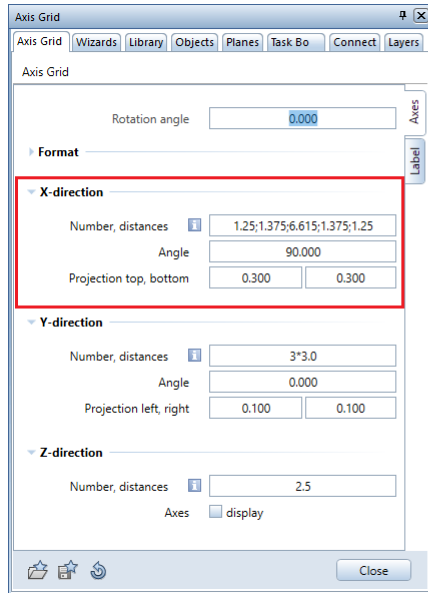 Axis Grid
Axis Grid Wizards Library Objects Planes Task Bo Connect Layers
Axis Grid
Axes
Label
Rotation angle 0.000
Format
X-direction
Number, distances i 1.25;1.375;6.615;1.375;1.25
Angle 90.000
Projection top, bottom 0.300 0.300
Y-direction
Number, distances i 3*3.0
Angle 0.000
Projection left, right 0.100 0.100
Z-direction
Number, distances i 2.5
Axes display
Close